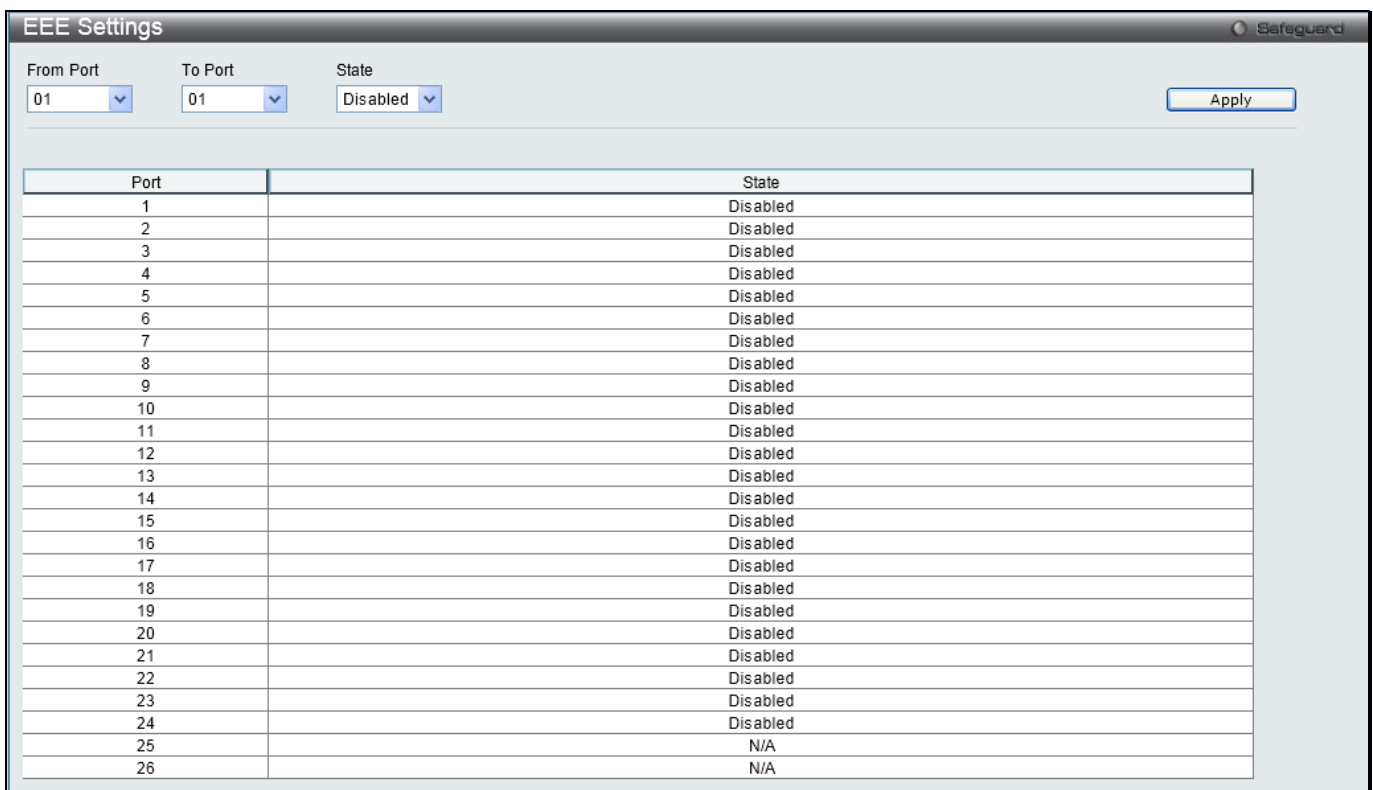 EEE Settings
Safeguard
From Port To Port State
01 01 Disabled Apply
Port State
1 Disabled
2 Disabled
3 Disabled
4 Disabled
5 Disabled
6 Disabled
7 Disabled
8 Disabled
9 Disabled
10 Disabled
11 Disabled
12 Disabled
13 Disabled
14 Disabled
15 Disabled
16 Disabled
17 Disabled
18 Disabled
19 Disabled
20 Disabled
21 Disabled
22 Disabled
23 Disabled
24 Disabled
25 N/A
26 N/A